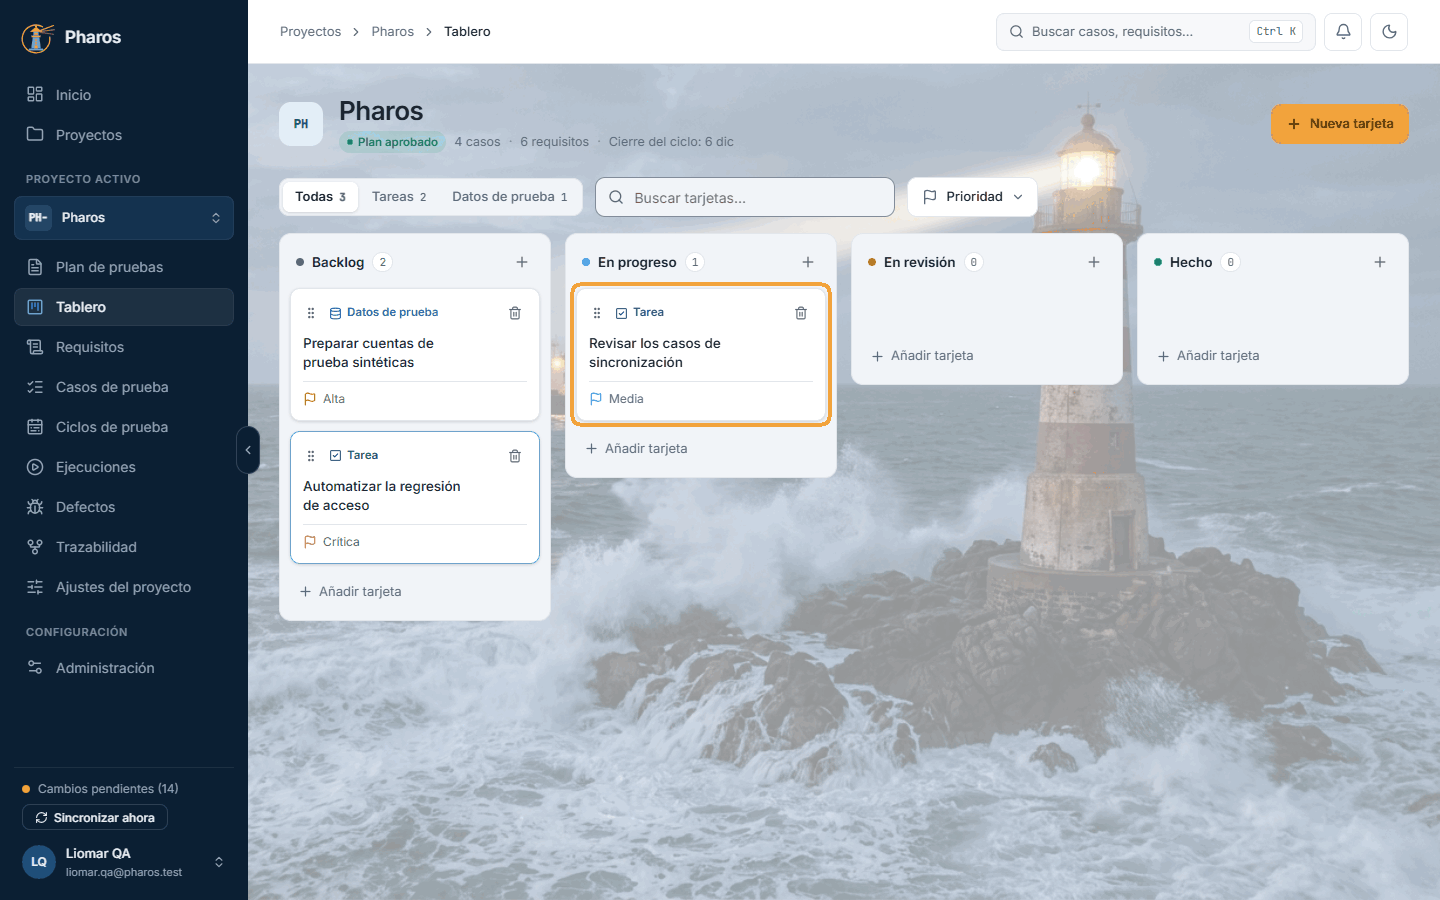 Pharos
Inicio
Proyectos
PROYECTO ACTIVO
PH- Pharos
Plan de pruebas
Tablero
Requisitos
Casos de prueba
Ciclos de prueba
Ejecuciones
Defectos
Trazabilidad
Ajustes del proyecto
CONFIGURACIÓN
Administración
Cambios pendientes (14)
Sincronizar ahora
LQ Liomar QA
liomar.qa@pharos.test
Proyectos > Pharos > Tablero
Buscar casos, requisitos... Ctrl K
PH Pharos
Plan aprobado 4 casos · 6 requisitos · Cierre del ciclo: 6 dic
Nueva tarjeta
Todas 3 Tareas 2 Datos de prueba 1
Buscar tarjetas...
Prioridad
Backlog 2
Datos de prueba
Preparar cuentas de
prueba sintéticas
Alta
Tarea
Automatizar la regresión
de acceso
Crítica
Añadir tarjeta
En progreso 1
Tarea
Revisar los casos de
sincronización
Media
Añadir tarjeta
En revisión 0
Añadir tarjeta
Hecho 0
Añadir tarjeta